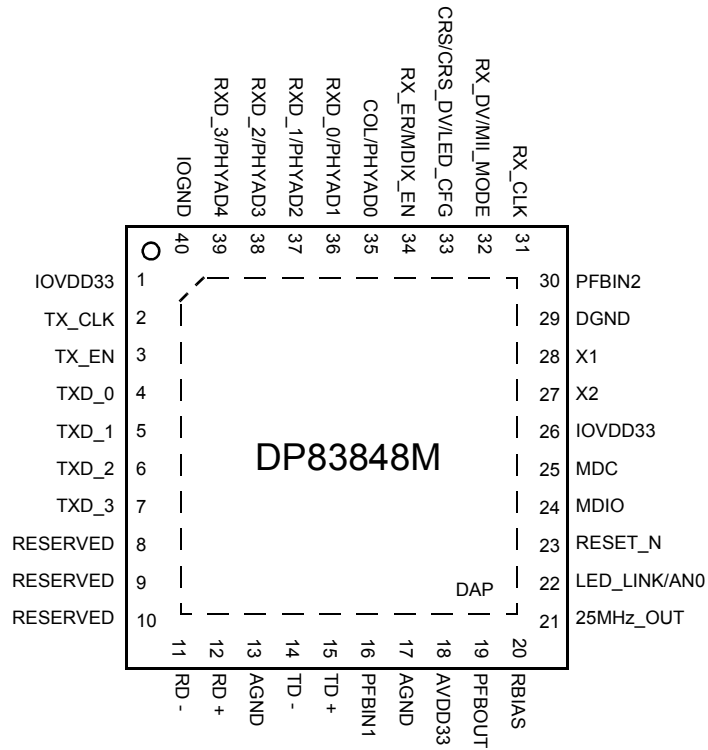 CRS/CRS_DV/LED_CFG
RX_DV/MII_MODE
RX_ER/MDIX_EN
RXD_3/PHYAD4
RXD_2/PHYAD3
RXD_1/PHYAD2
RXD_0/PHYAD1
COL/PHYAD0
RX_CLK
IOGND
40 39 38 37 36 35 34 33 32 31
IOVDD33 1
TX_CLK 2
TX_EN 3
TXD_0 4
TXD_1 5
TXD_2 6
TXD_3 7
RESERVED 8
RESERVED 9
RESERVED 10
DP83848M
DAP
30 PFBIN2
29 DGND
28 X1
27 X2
26 IOVDD33
25 MDC
24 MDIO
23 RESET_N
22 LED_LINK/AN0
21 25MHz_OUT
11 12 13 14 15 16 17 18 19 20
RD -
RD +
AGND
TD -
TD +
PFBIN1
AGND
AVDD33
PFBOUT
RBIAS